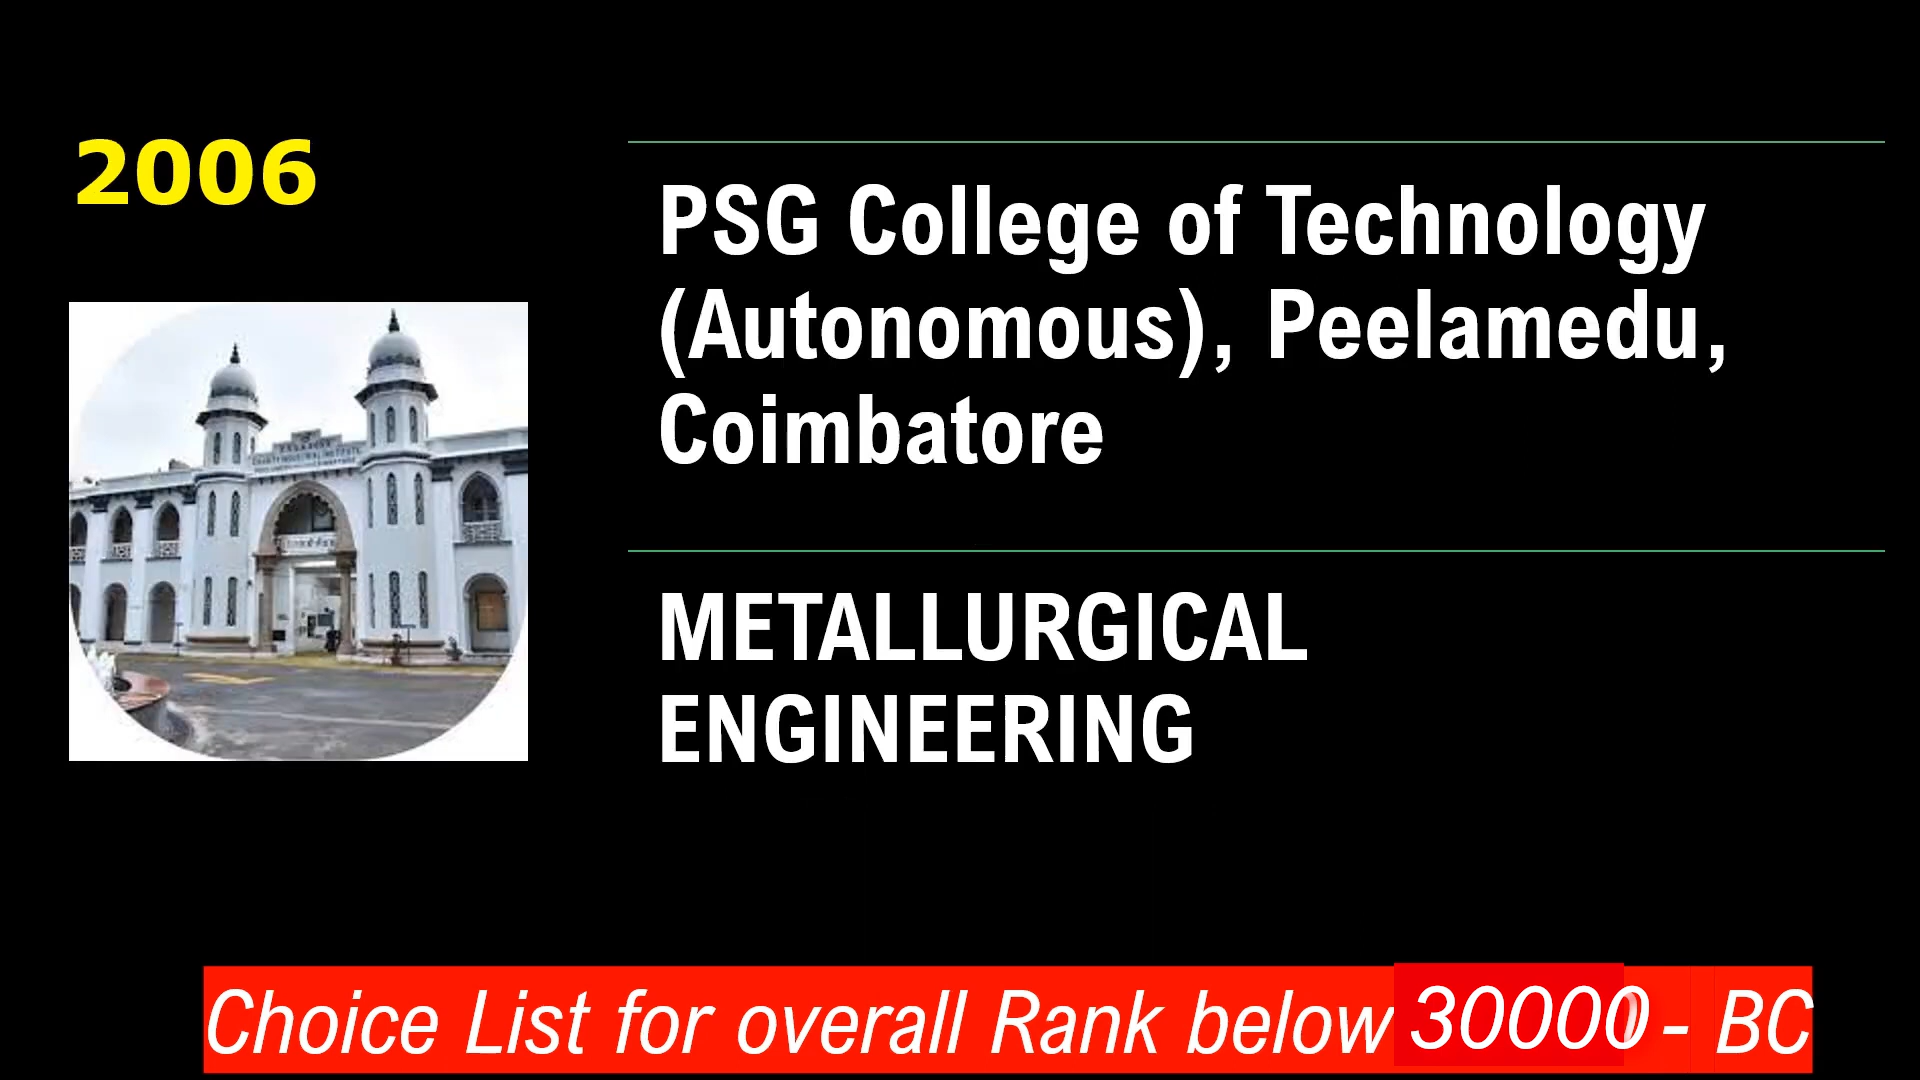 2006
PSG College of Technology
(Autonomous), Peelamedu,
Coimbatore
METALLURGICAL
ENGINEERING
Choice List for overall Rank below 30000 - BC